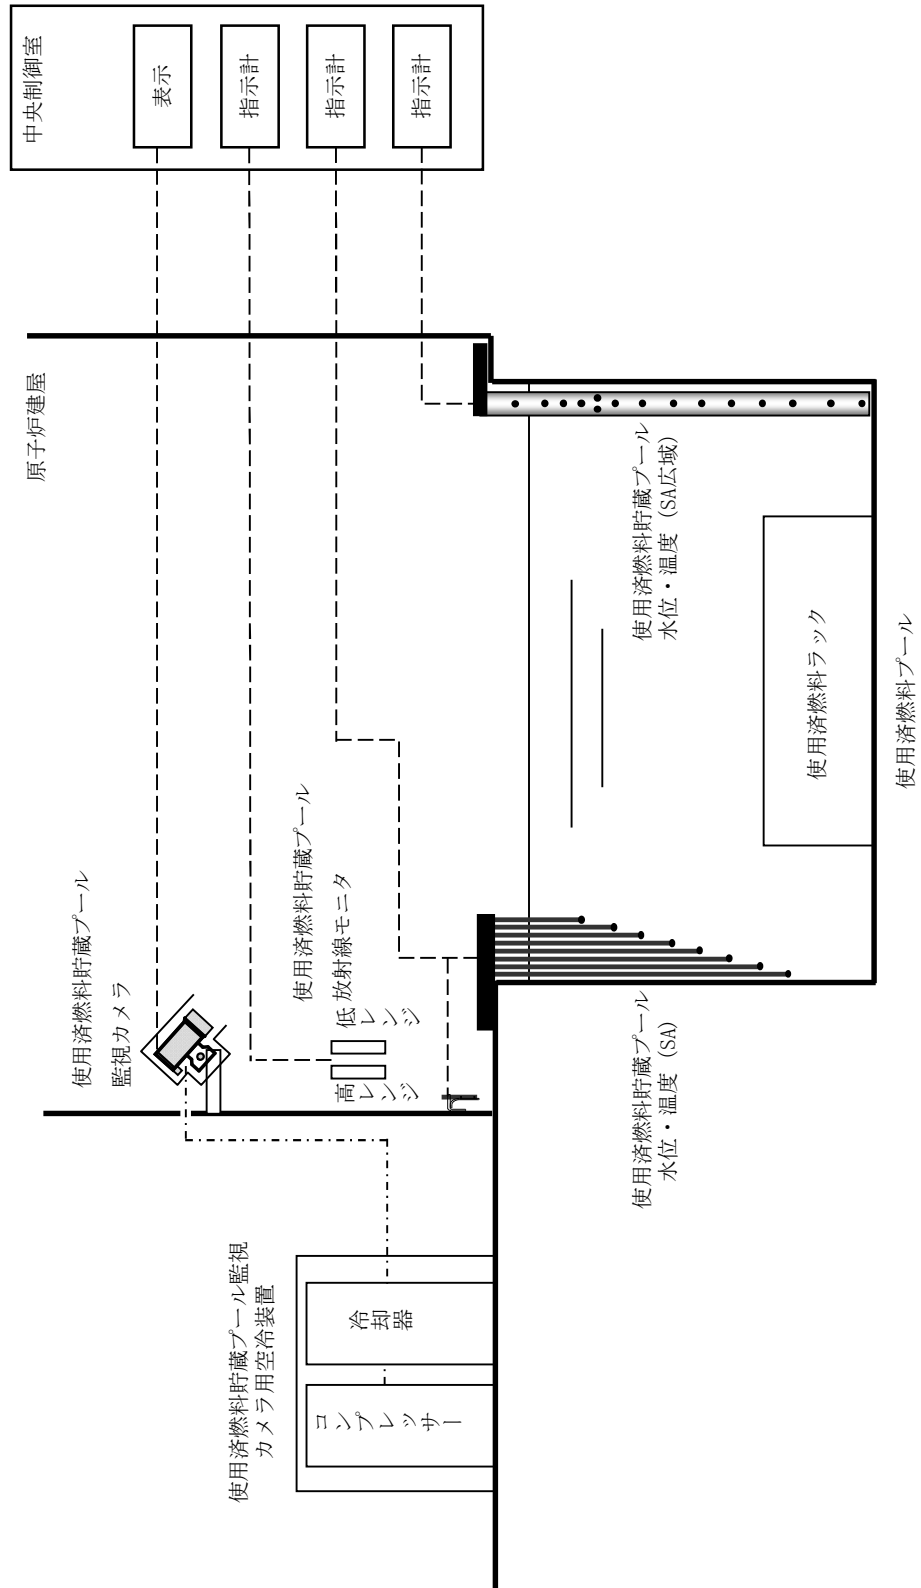 中央制御室
表示
指示計
指示計
指示計
原子炉建屋
使用済燃料貯蔵プール
監視カメラ
使用済燃料貯蔵プール
放射線モニタ
低レンジ
高レンジ
使用済燃料貯蔵プール
水位・温度（SA広域）
使用済燃料ラック
使用済燃料プール
使用済燃料貯蔵プール
水位・温度（SA）
使用済燃料貯蔵プール監視
カメラ用空冷装置
冷却器
コンプレッサー